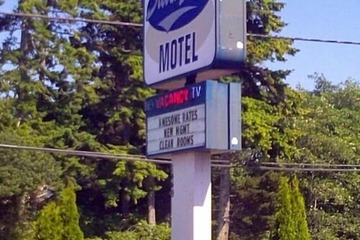 MOTEL
VACANCY TV
AWESOME RATES
NEW MGMT
CLEAN ROOMS